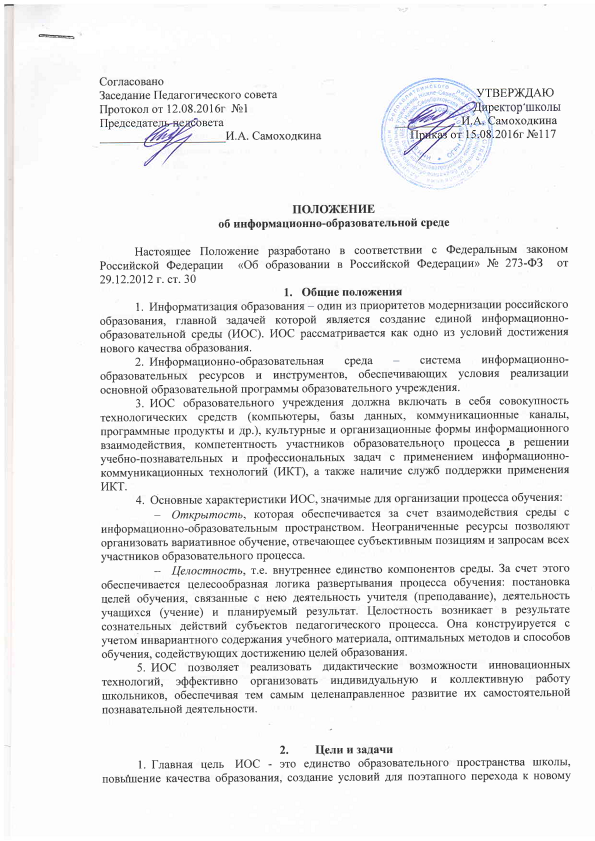 Согласовано
Заседание Педагогического совета
УТВЕРЖДАЮ
Протокол от 12.08.2016г №1
Директор школы
Председатель педсовета
И.А. Самоходкина
И.А. Самоходкина
Приказ от 15.08.2016г №117
ПОЛОЖЕНИЕ
об информационно-образовательной среде
Настоящее Положение разработано в соответствии с Федеральным законом
Российской Федерации «Об образовании в Российской Федерации» № 273-ФЗ от
29.12.2012 г. ст. 30
1. Общие положения
1. Информатизация образования – один из приоритетов модернизации российского
образования, главной задачей которой является создание единой информационно-
образовательной среды (ИОС). ИОС рассматривается как одно из условий достижения
нового качества образования.
2. Информационно-образовательная среда – система информационно-
образовательных ресурсов и инструментов, обеспечивающих условия реализации
основной образовательной программы образовательного учреждения.
3. ИОС образовательного учреждения должна включать в себя совокупность
технологических средств (компьютеры, базы данных, коммуникационные каналы,
программные продукты и др.), культурные и организационные формы информационного
взаимодействия, компетентность участников образовательного процесса в решении
учебно-познавательных и профессиональных задач с применением информационно-
коммуникационных технологий (ИКТ), а также наличие служб поддержки применения
ИКТ.
4. Основные характеристики ИОС, значимые для организации процесса обучения:
– Открытость, которая обеспечивается за счет взаимодействия среды с
информационно-образовательным пространством. Неограниченные ресурсы позволяют
организовать вариативное обучение, отвечающее субъективным позициям и запросам всех
участников образовательного процесса.
– Целостность, т.е. внутреннее единство компонентов среды. За счет этого
обеспечивается целесообразная логика развертывания процесса обучения: постановка
целей обучения, связанные с нею деятельность учителя (преподавание), деятельность
учащихся (учение) и планируемый результат. Целостность возникает в результате
сознательных действий субъектов педагогического процесса. Она конструируется с
учетом инвариантного содержания учебного материала, оптимальных методов и способов
обучения, содействующих достижению целей образования.
5. ИОС позволяет реализовать дидактические возможности инновационных
технологий, эффективно организовать индивидуальную и коллективную работу
школьников, обеспечивая тем самым целенаправленное развитие их самостоятельной
познавательной деятельности.
2. Цели и задачи
1. Главная цель ИОС - это единство образовательного пространства школы,
повышение качества образования, создание условий для поэтапного перехода к новому